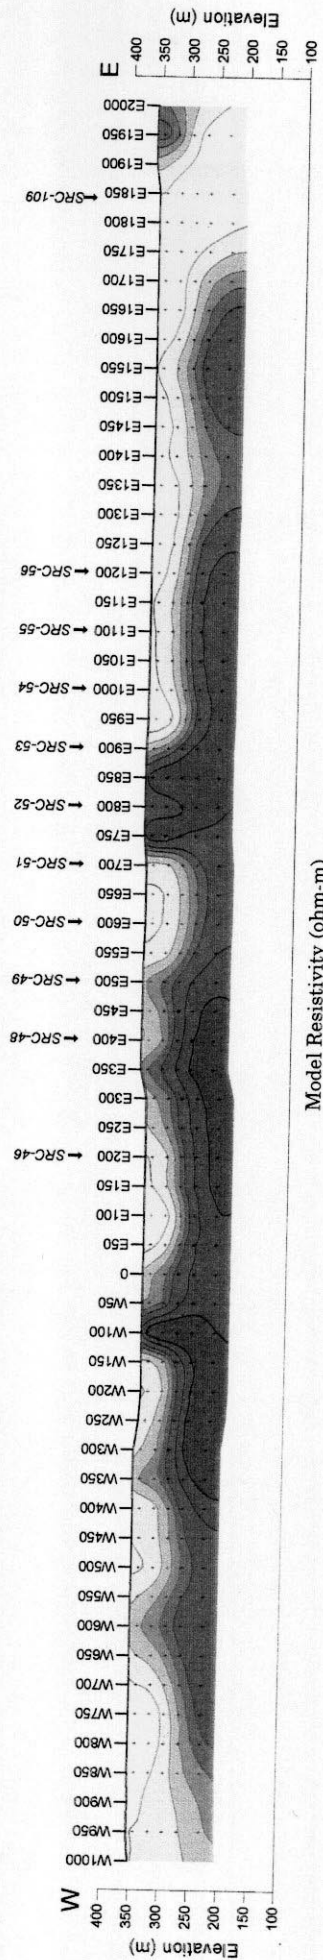 W
E
SRC-46
SRC-48
SRC-49
SRC-50
SRC-51
SRC-52
SRC-53
SRC-54
SRC-55
SRC-56
SRC-109
W1000
W950
W900
W850
W800
W750
W700
W650
W600
W550
W500
W450
W400
W350
W300
W250
W200
W150
W100
W50
0
E50
E100
E150
E200
E250
E300
E350
E400
E450
E500
E550
E600
E650
E700
E750
E800
E850
E900
E950
E1000
E1050
E1100
E1150
E1200
E1250
E1300
E1350
E1400
E1450
E1500
E1550
E1600
E1650
E1700
E1750
E1800
E1850
E1900
E1950
E2000
400
350
300
250
200
150
100
Elevation (m)
400
350
300
250
200
150
100
Elevation (m)
Model Resistivity (ohm-m)